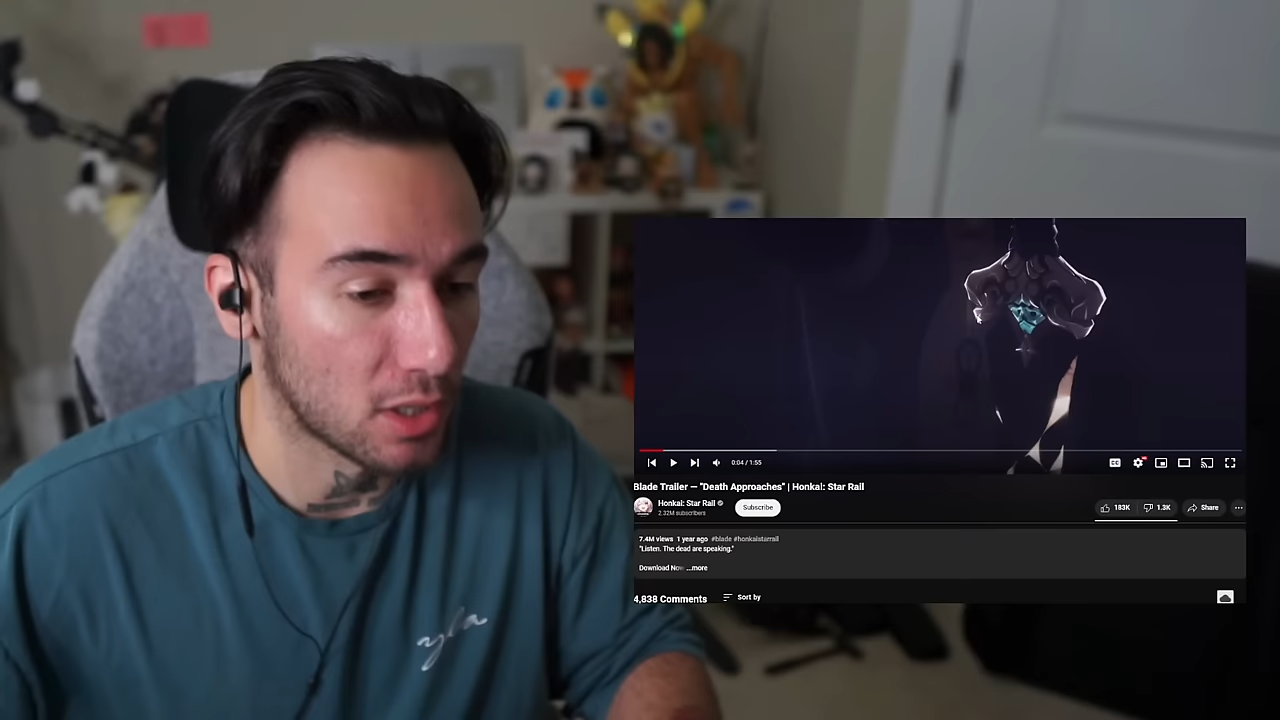 yla
0:04 / 1:55
CC
Blade Trailer — "Death Approaches" | Honkai: Star Rail
Honkai: Star Rail
2.32M subscribers
Subscribe
183K
1.3K
Share
7.4M views 1 year ago #blade #honkaistarrail
"Listen. The dead are speaking."
Download Now ...more
4,838 Comments
Sort by